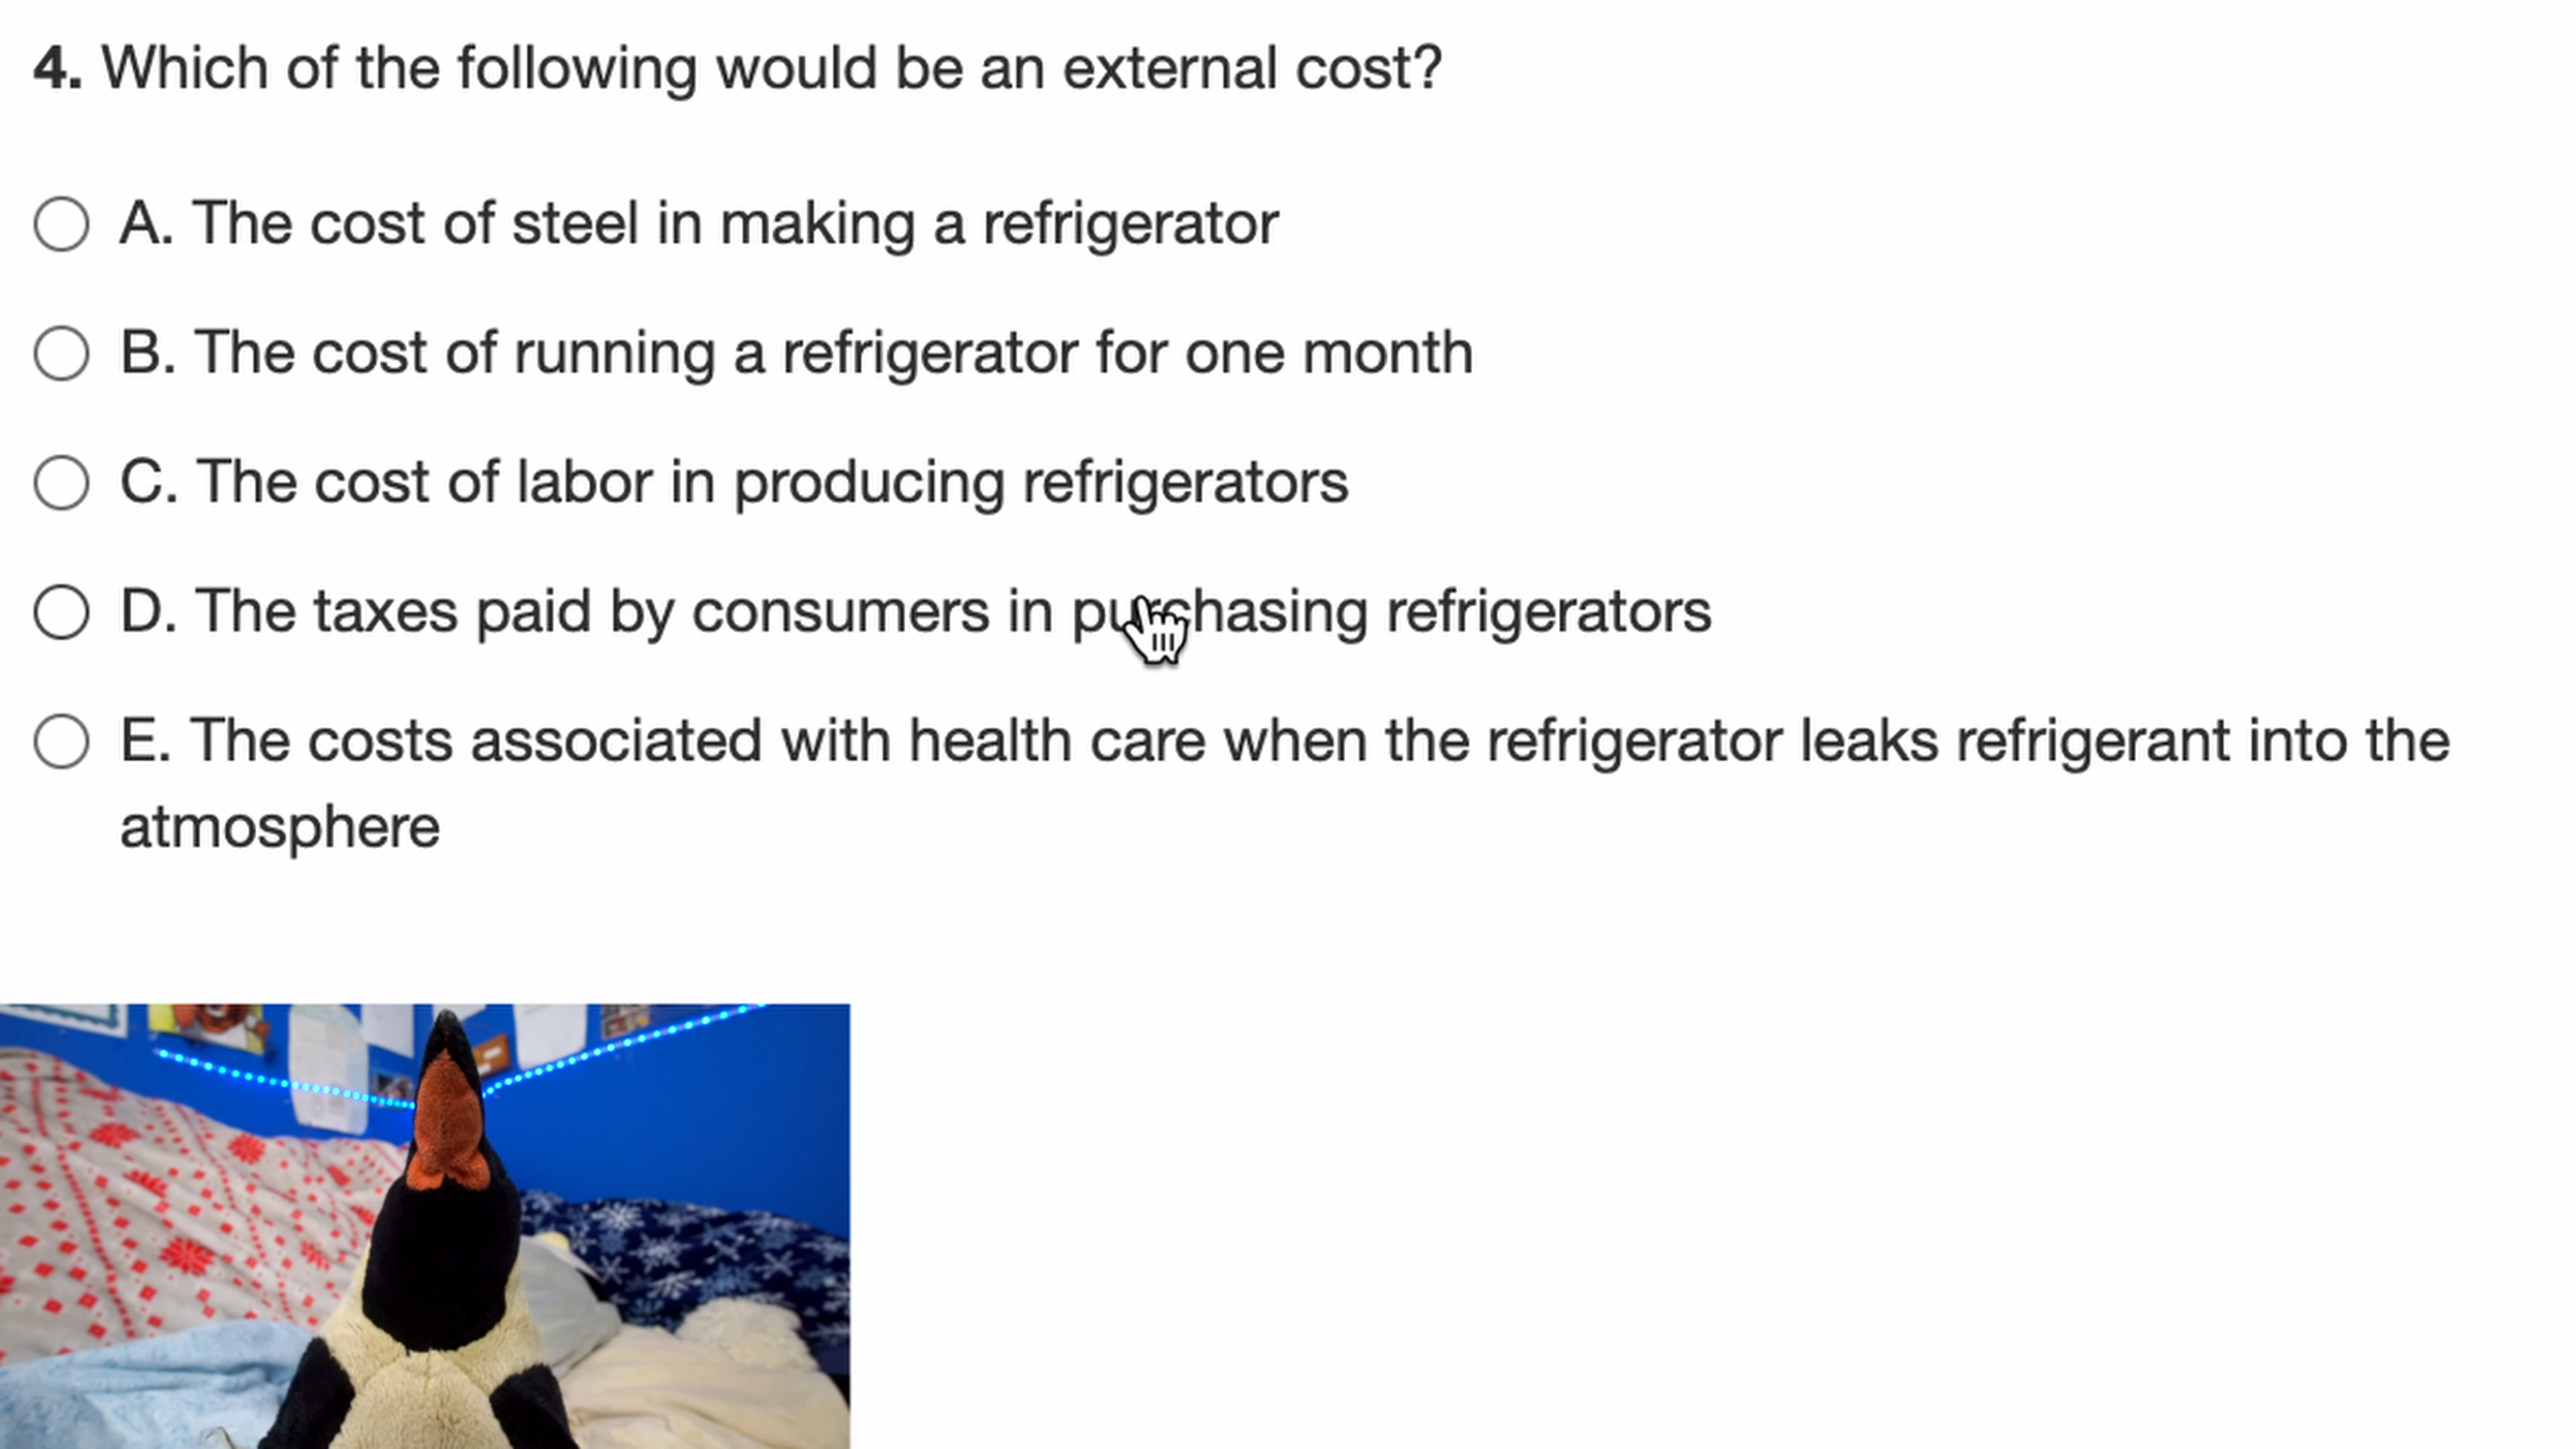 4. Which of the following would be an external cost?
A. The cost of steel in making a refrigerator
B. The cost of running a refrigerator for one month
C. The cost of labor in producing refrigerators
D. The taxes paid by consumers in purchasing refrigerators
E. The costs associated with health care when the refrigerator leaks refrigerant into the
atmosphere